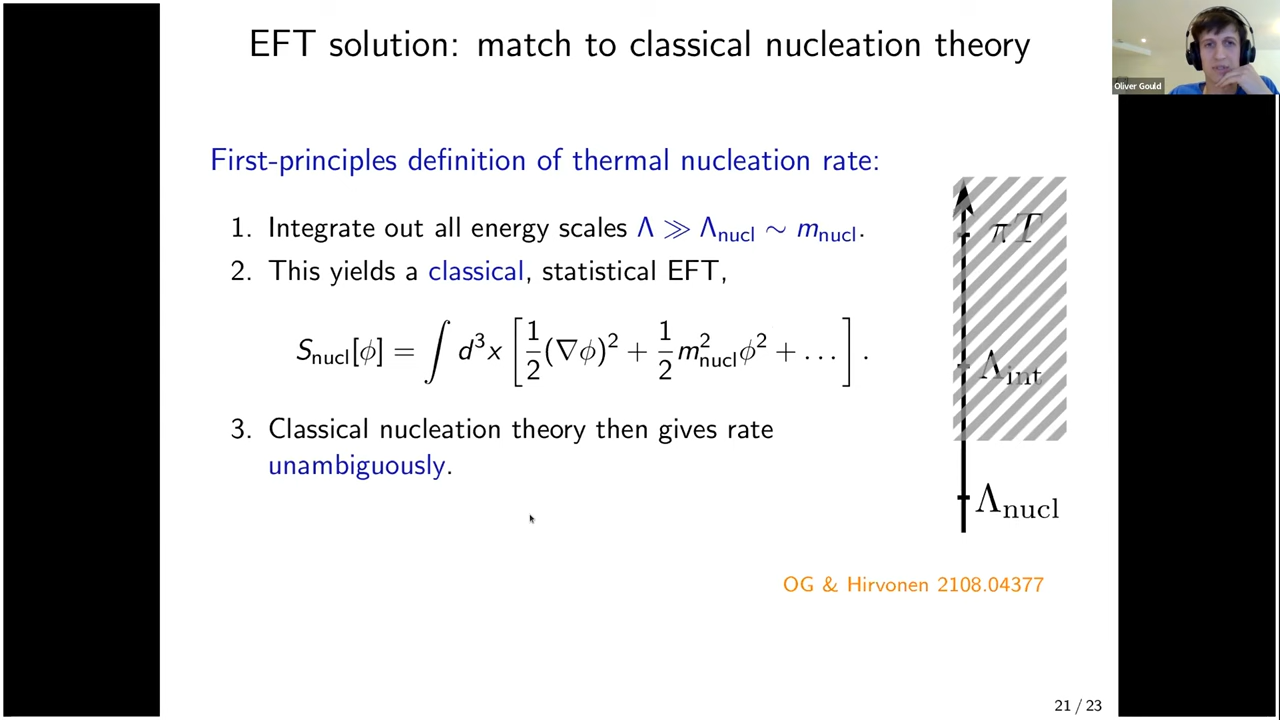 EFT solution: match to classical nucleation theory
Oliver Gould
First-principles definition of thermal nucleation rate:
1. Integrate out all energy scales Λ ≫ Λ_nucl ∼ m_nucl.
2. This yields a classical, statistical EFT,
S_nucl[ϕ] = ∫ d³x [ 1/2 (∇ϕ)² + 1/2 m²_nucl ϕ² + . . . ] .
3. Classical nucleation theory then gives rate
unambiguously.
πT
Λ_int
Λ_nucl
OG & Hirvonen 2108.04377
21 / 23